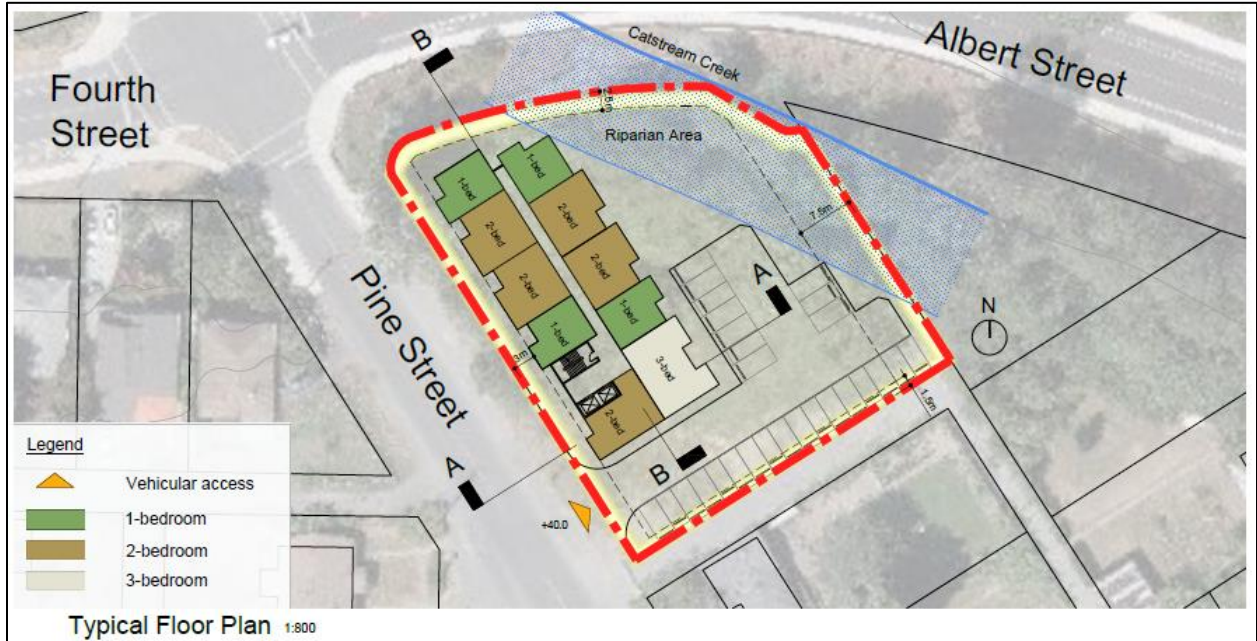 B
Fourth
Street
Catstream Creek
Albert Street
Riparian Area
1-bed
1-bed
2-bed
2-bed
2-bed
2-bed
1-bed
1-bed
3-bed
2-bed
7.5m
A
N
Pine Street
3m
1.5m
A
B
+40.0
Legend
Vehicular access
1-bedroom
2-bedroom
3-bedroom
Typical Floor Plan 1:800